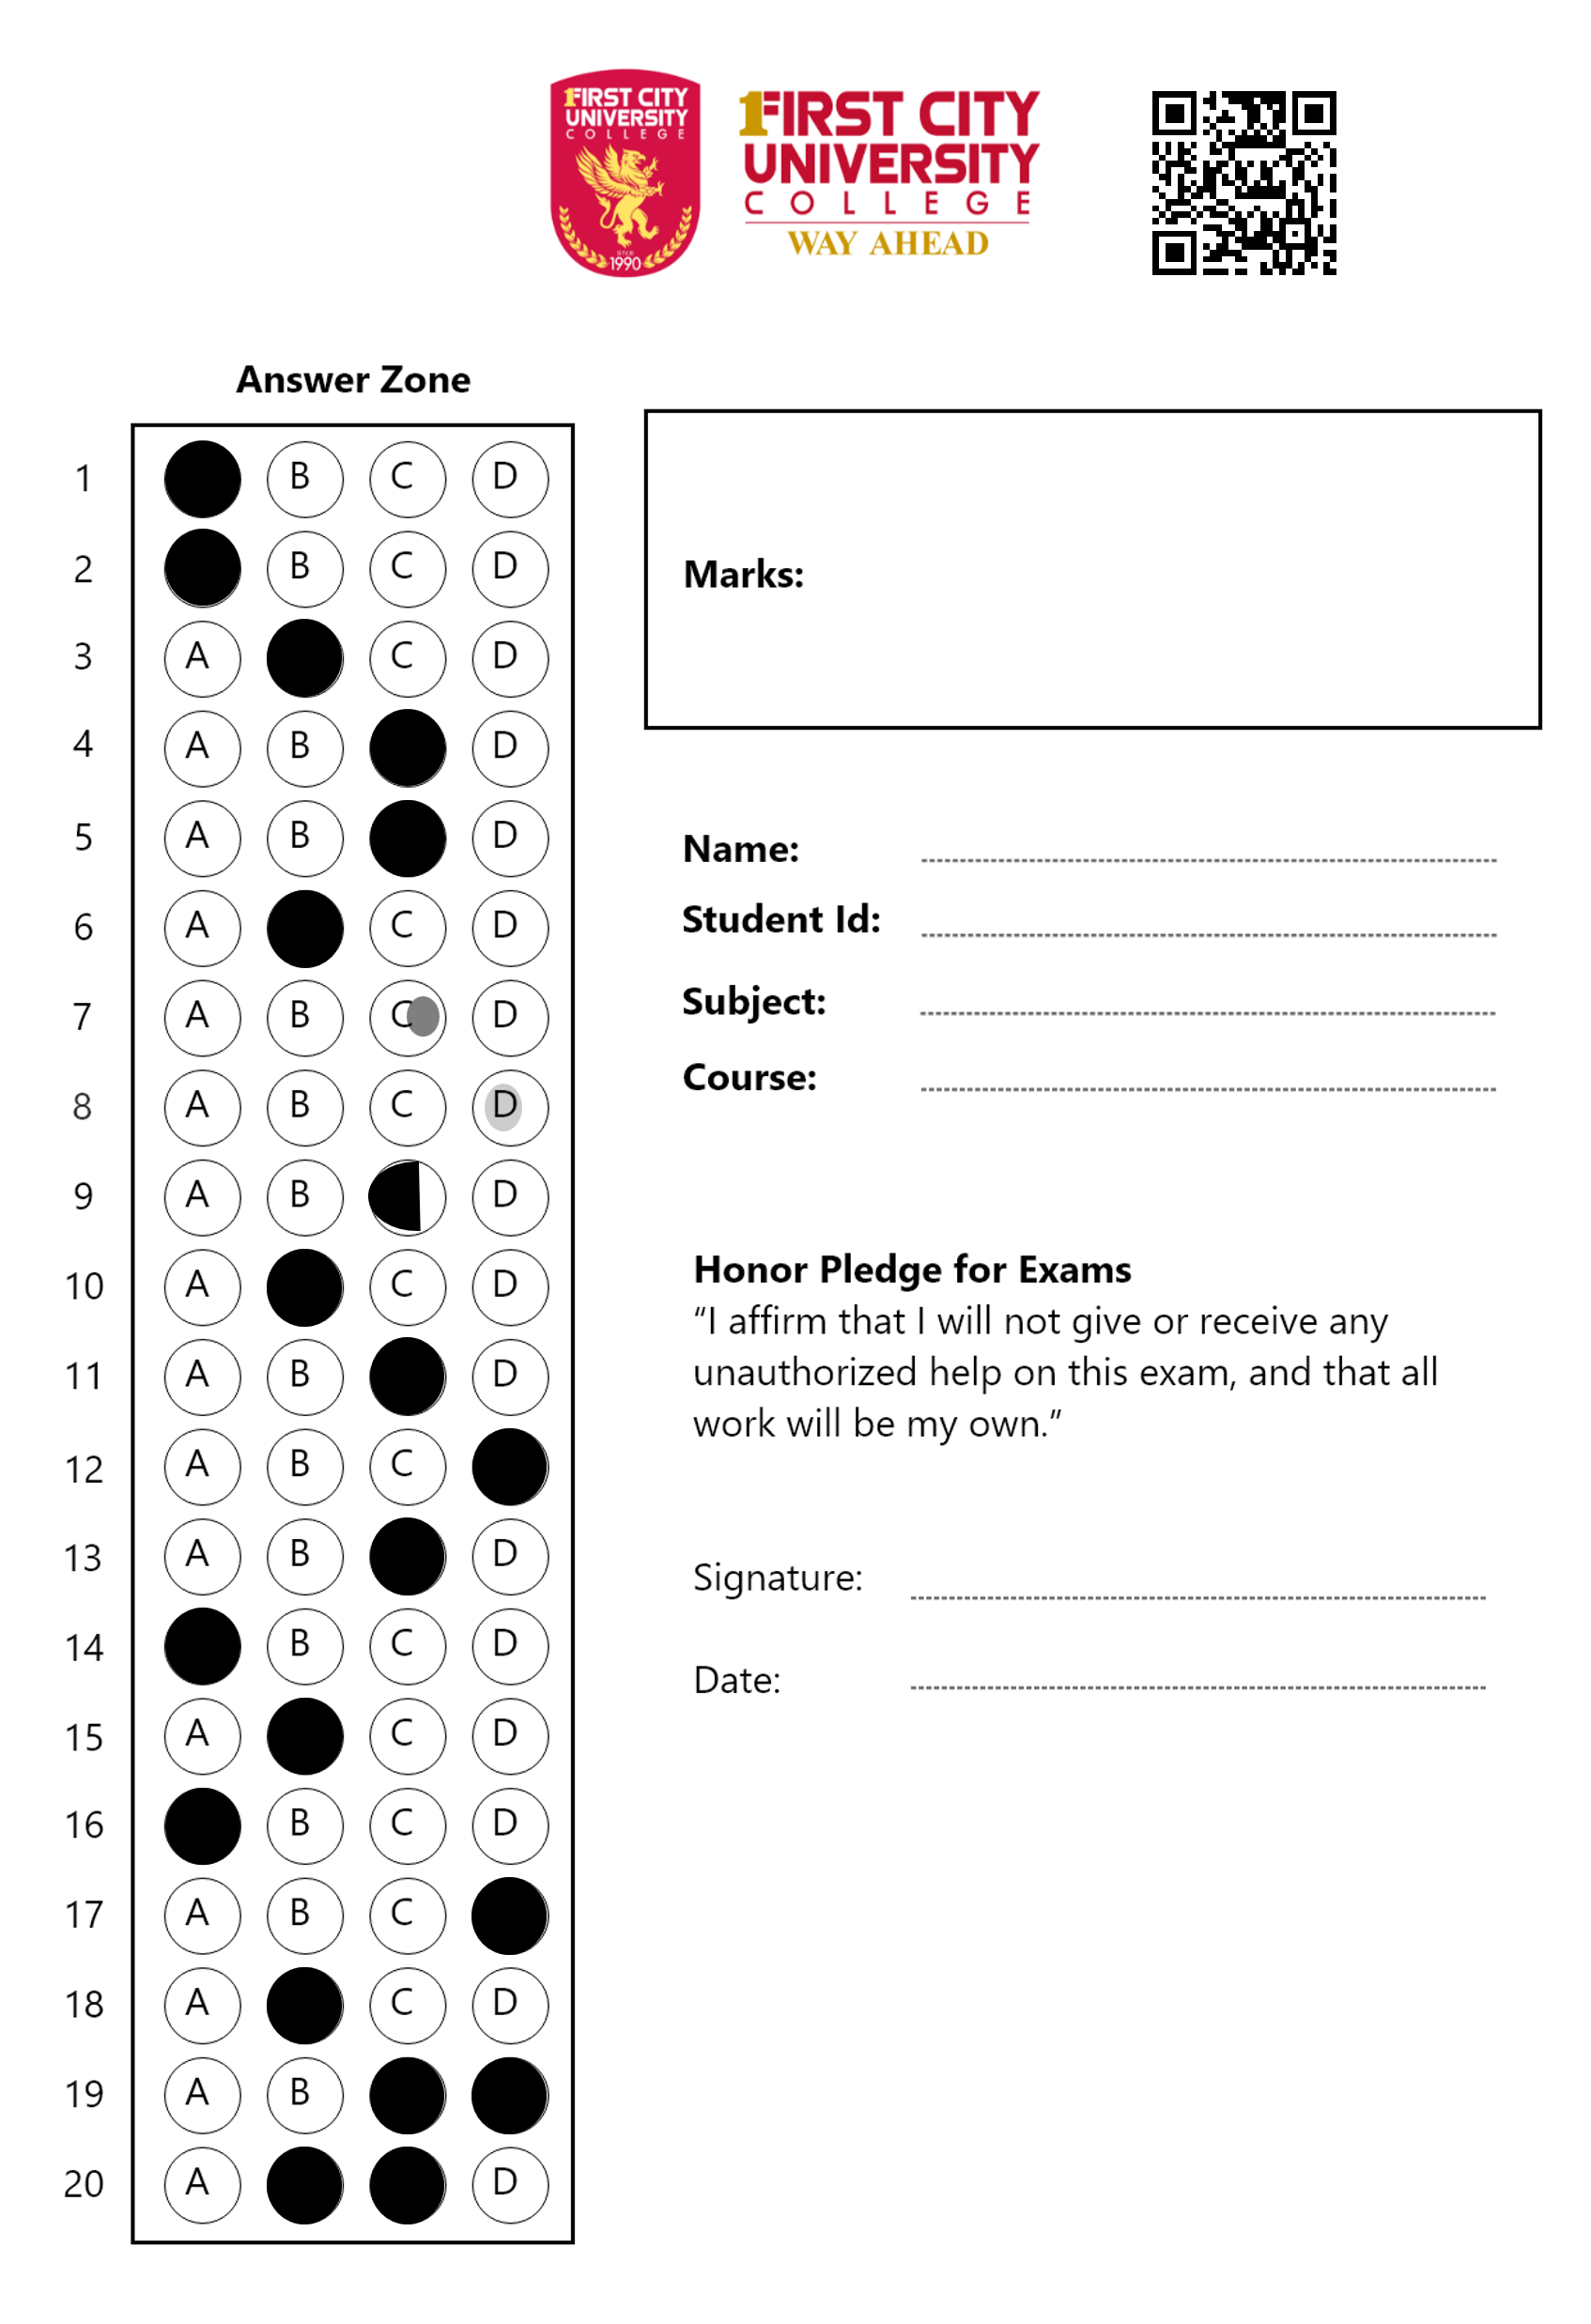 1FIRST CITY
UNIVERSITY
COLLEGE
since
1990
1FIRST CITY
UNIVERSITY
COLLEGE
WAY AHEAD
Answer Zone
1 B C D
2 B C D
3 A C D
4 A B D
5 A B D
6 A C D
7 A B C D
8 A B C D
9 A B D
10 A C D
11 A B D
12 A B C
13 A B D
14 B C D
15 A C D
16 B C D
17 A B C
18 A C D
19 A B
20 A D
Marks:
Name:
Student Id:
Subject:
Course:
Honor Pledge for Exams
“I affirm that I will not give or receive any
unauthorized help on this exam, and that all
work will be my own.”
Signature:
Date: